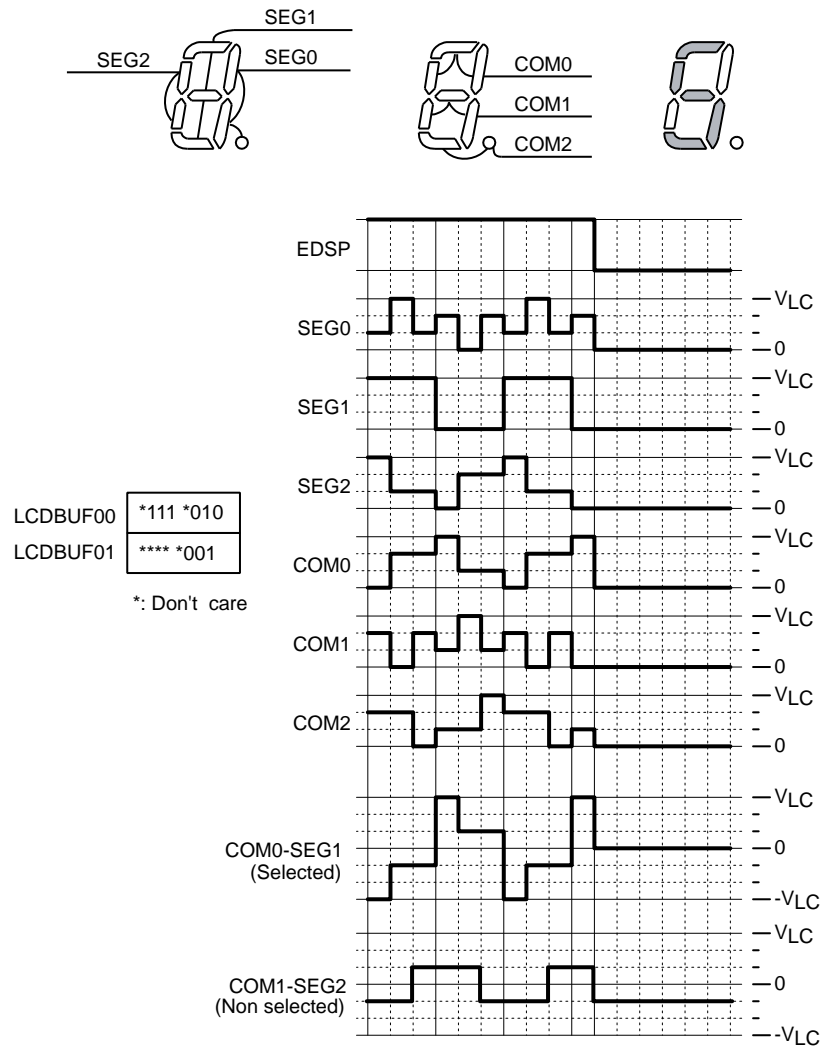 SEG1
SEG2
SEG0
COM0
COM1
COM2
EDSP
VLC
SEG0
0
VLC
SEG1
0
VLC
SEG2
0
LCDBUF00 *111 *010
LCDBUF01 **** *001
*: Don't care
VLC
COM0
0
VLC
COM1
0
VLC
COM2
0
VLC
COM0-SEG1
(Selected)
0
-VLC
VLC
COM1-SEG2
(Non selected)
0
-VLC